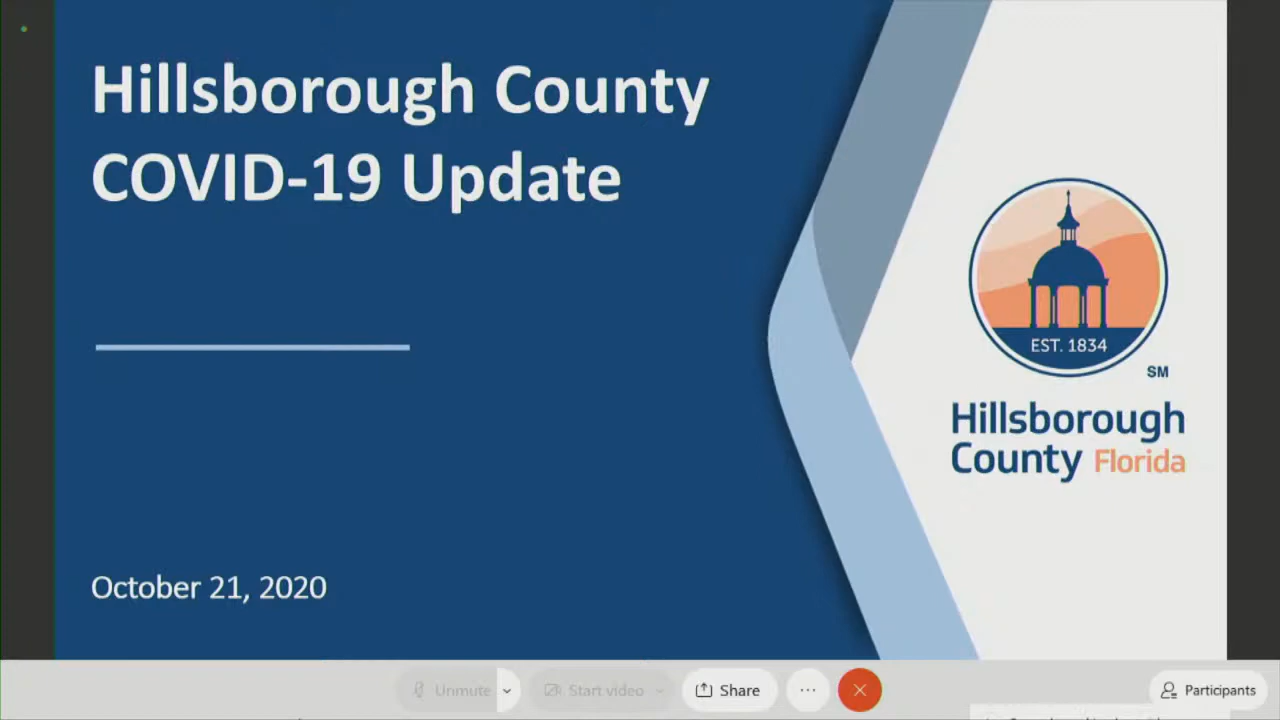 Hillsborough County
COVID-19 Update
October 21, 2020
EST. 1834
SM
Hillsborough
County Florida
Unmute
Start video
Share
Participants